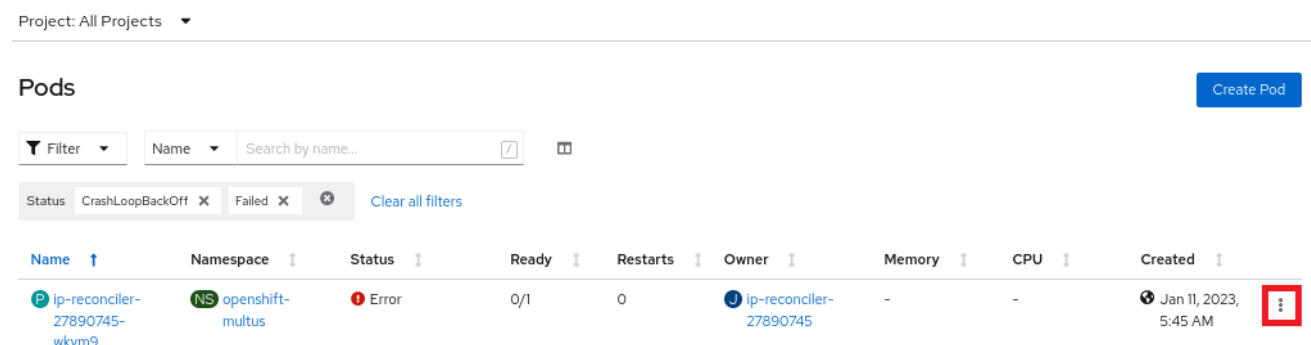 Project: All Projects
Pods
Create Pod
Filter Name Search by name... /
Status CrashLoopBackOff Failed Clear all filters
Name Namespace Status Ready Restarts Owner Memory CPU Created
P ip-reconciler- NS openshift- Error 0/1 0 J ip-reconciler- - - Jan 11, 2023,
27890745- multus 27890745 5:45 AM
wkvm9